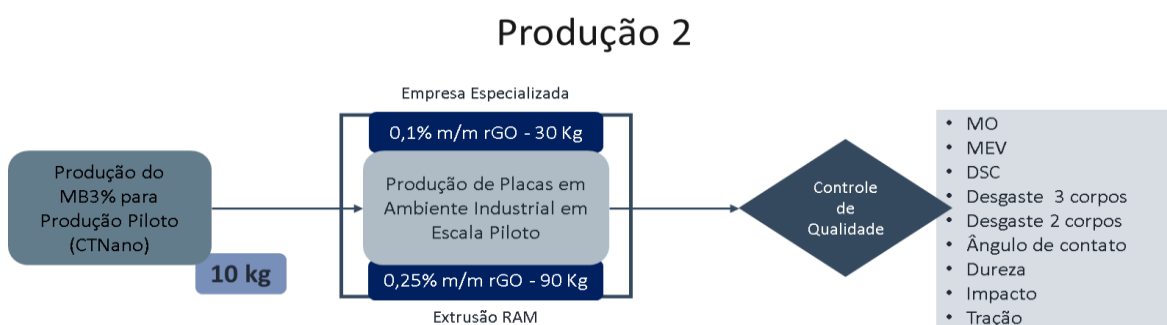 Produção 2
Empresa Especializada
0,1% m/m rGO - 30 Kg
Produção do
MB3% para
Produção Piloto
(CTNano)
10 kg
Produção de Placas em
Ambiente Industrial em
Escala Piloto
0,25% m/m rGO - 90 Kg
Extrusão RAM
Controle
de
Qualidade
• MO
• MEV
• DSC
• Desgaste 3 corpos
• Desgaste 2 corpos
• Ângulo de contato
• Dureza
• Impacto
• Tração